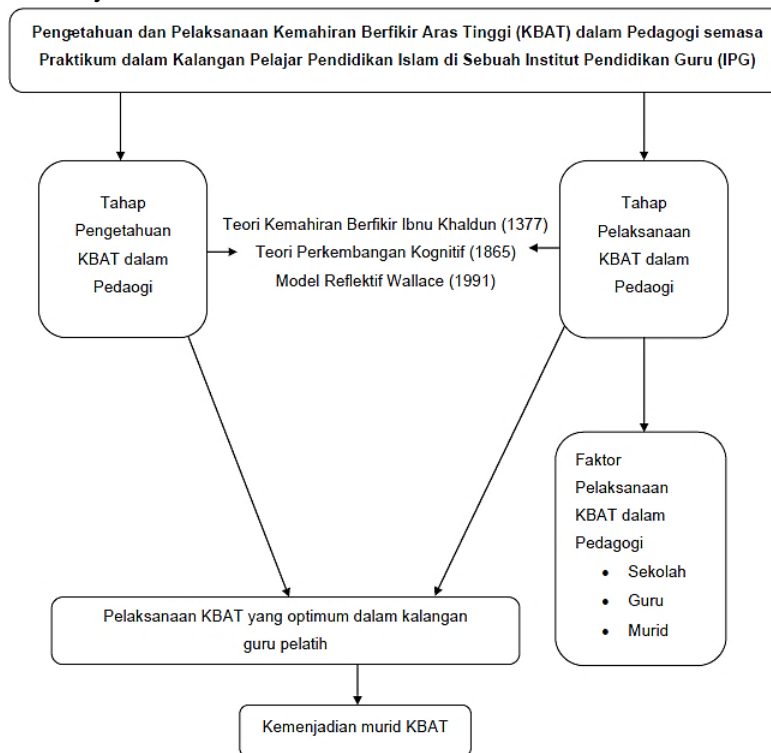 Pengetahuan dan Pelaksanaan Kemahiran Berfikir Aras Tinggi (KBAT) dalam Pedagogi semasa
Praktikum dalam Kalangan Pelajar Pendidikan Islam di Sebuah Institut Pendidikan Guru (IPG)
Tahap
Pengetahuan
KBAT dalam
Pedaogi
Teori Kemahiran Berfikir Ibnu Khaldun (1377)
Teori Perkembangan Kognitif (1865)
Model Reflektif Wallace (1991)
Tahap
Pelaksanaan
KBAT dalam
Pedaogi
Faktor
Pelaksanaan
KBAT dalam
Pedagogi
• Sekolah
• Guru
• Murid
Pelaksanaan KBAT yang optimum dalam kalangan
guru pelatih
Kemenjadian murid KBAT